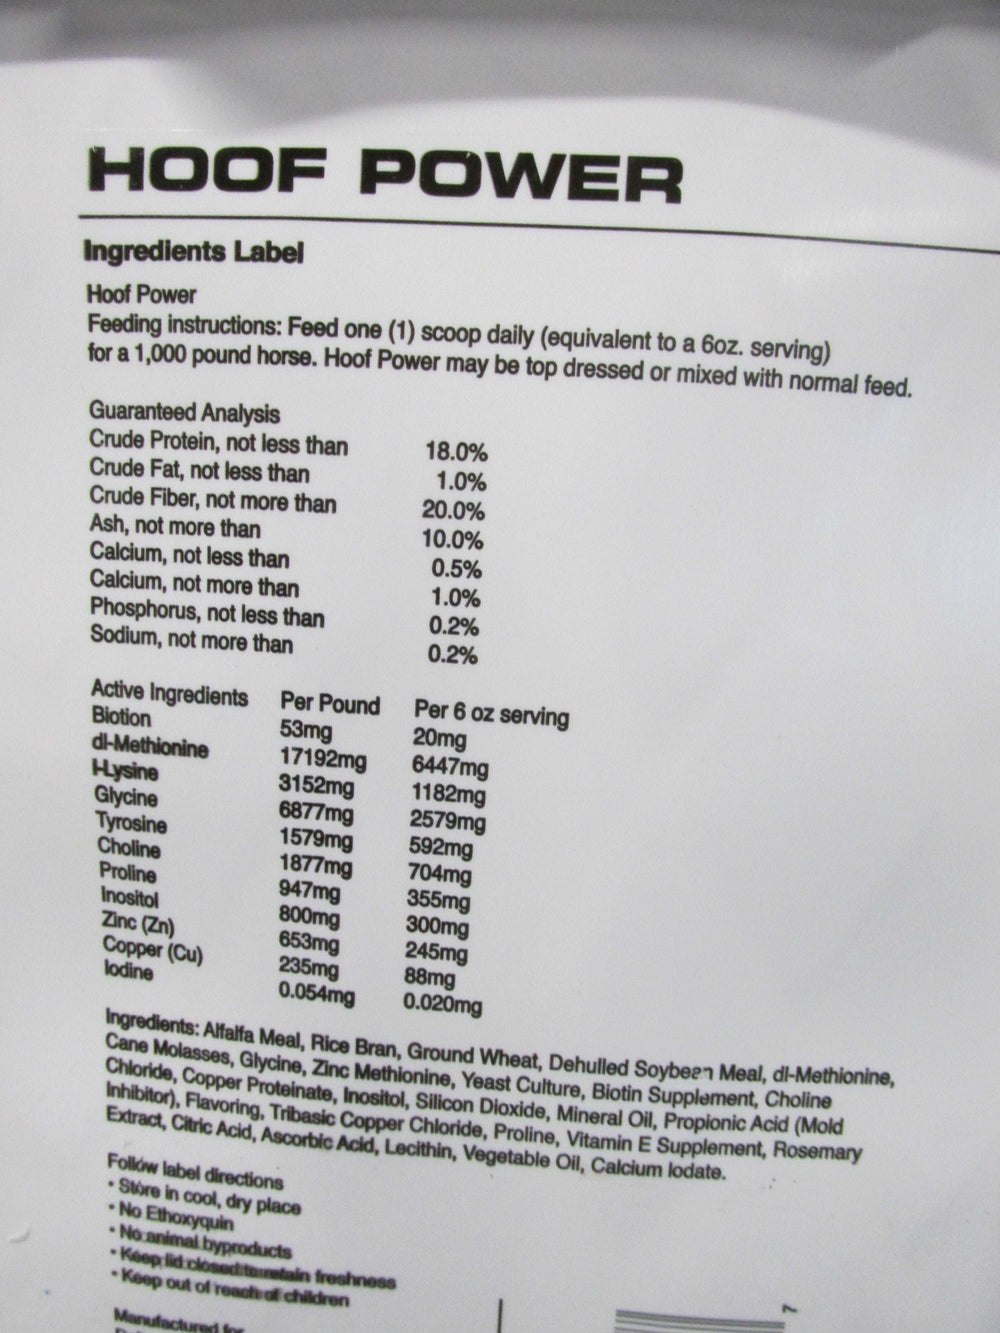 HOOF POWER
Ingredients Label
Hoof Power
Feeding instructions: Feed one (1) scoop daily (equivalent to a 6oz. serving)
for a 1,000 pound horse. Hoof Power may be top dressed or mixed with normal feed.
Guaranteed Analysis
Crude Protein, not less than 18.0%
Crude Fat, not less than 1.0%
Crude Fiber, not more than 20.0%
Ash, not more than 10.0%
Calcium, not less than 0.5%
Calcium, not more than 1.0%
Phosphorus, not less than 0.2%
Sodium, not more than 0.2%
Active Ingredients Per Pound Per 6 oz serving
Biotion 53mg 20mg
dl-Methionine 17192mg 6447mg
l-Lysine 3152mg 1182mg
Glycine 6877mg 2579mg
Tyrosine 1579mg 592mg
Choline 1877mg 704mg
Proline 947mg 355mg
Inositol 800mg 300mg
Zinc (Zn) 653mg 245mg
Copper (Cu) 235mg 88mg
Iodine 0.054mg 0.020mg
Ingredients: Alfalfa Meal, Rice Bran, Ground Wheat, Dehulled Soybean Meal, dl-Methionine,
Cane Molasses, Glycine, Zinc Methionine, Yeast Culture, Biotin Supplement, Choline
Chloride, Copper Proteinate, Inositol, Silicon Dioxide, Mineral Oil, Propionic Acid (Mold
Inhibitor), Flavoring, Tribasic Copper Chloride, Proline, Vitamin E Supplement, Rosemary
Extract, Citric Acid, Ascorbic Acid, Lecithin, Vegetable Oil, Calcium Iodate.
Follow label directions
• Store in cool, dry place
• No Ethoxyquin
• No animal byproducts
• Keep lid closed to retain freshness
• Keep out of reach of children
Manufactured for
7